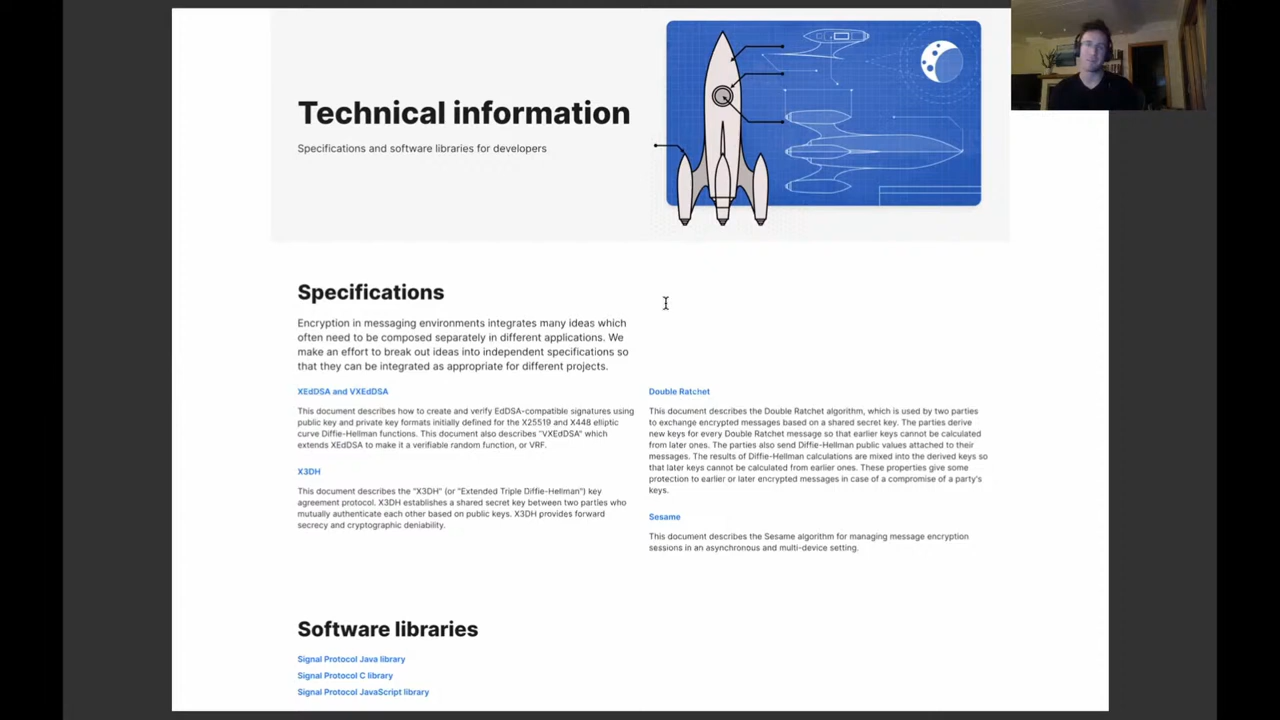 Technical information
Specifications and software libraries for developers
Specifications
Encryption in messaging environments integrates many ideas which
often need to be composed separately in different applications. We
make an effort to break out ideas into independent specifications so
that they can be integrated as appropriate for different projects.
XEdDSA and VXEdDSA
This document describes how to create and verify EdDSA-compatible signatures using
public key and private key formats initially defined for the X25519 and X448 elliptic
curve Diffie-Hellman functions. This document also describes "VXEdDSA" which
extends XEdDSA to make it a verifiable random function, or VRF.
X3DH
This document describes the "X3DH" (or "Extended Triple Diffie-Hellman") key
agreement protocol. X3DH establishes a shared secret key between two parties who
mutually authenticate each other based on public keys. X3DH provides forward
secrecy and cryptographic deniability.
Double Ratchet
This document describes the Double Ratchet algorithm, which is used by two parties
to exchange encrypted messages based on a shared secret key. The parties derive
new keys for every Double Ratchet message so that earlier keys cannot be calculated
from later ones. The parties also send Diffie-Hellman public values attached to their
messages. The results of Diffie-Hellman calculations are mixed into the derived keys so
that later keys cannot be calculated from earlier ones. These properties give some
protection to earlier or later encrypted messages in case of a compromise of a party's
keys.
Sesame
This document describes the Sesame algorithm for managing message encryption
sessions in an asynchronous and multi-device setting.
Software libraries
Signal Protocol Java library
Signal Protocol C library
Signal Protocol JavaScript library